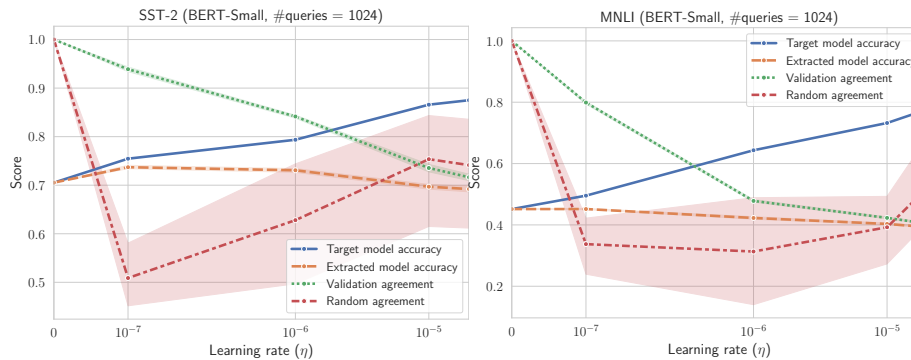 SST-2 (BERT-Small, #queries = 1024)
Score
1.0
0.9
0.8
0.7
0.6
0.5
Target model accuracy
Extracted model accuracy
Validation agreement
Random agreement
0
10⁻⁷
10⁻⁶
10⁻⁵
Learning rate (η)
MNLI (BERT-Small, #queries = 1024)
Score
1.0
0.8
0.6
0.4
0.2
Target model accuracy
Extracted model accuracy
Validation agreement
Random agreement
0
10⁻⁷
10⁻⁶
10⁻⁵
Learning rate (η)